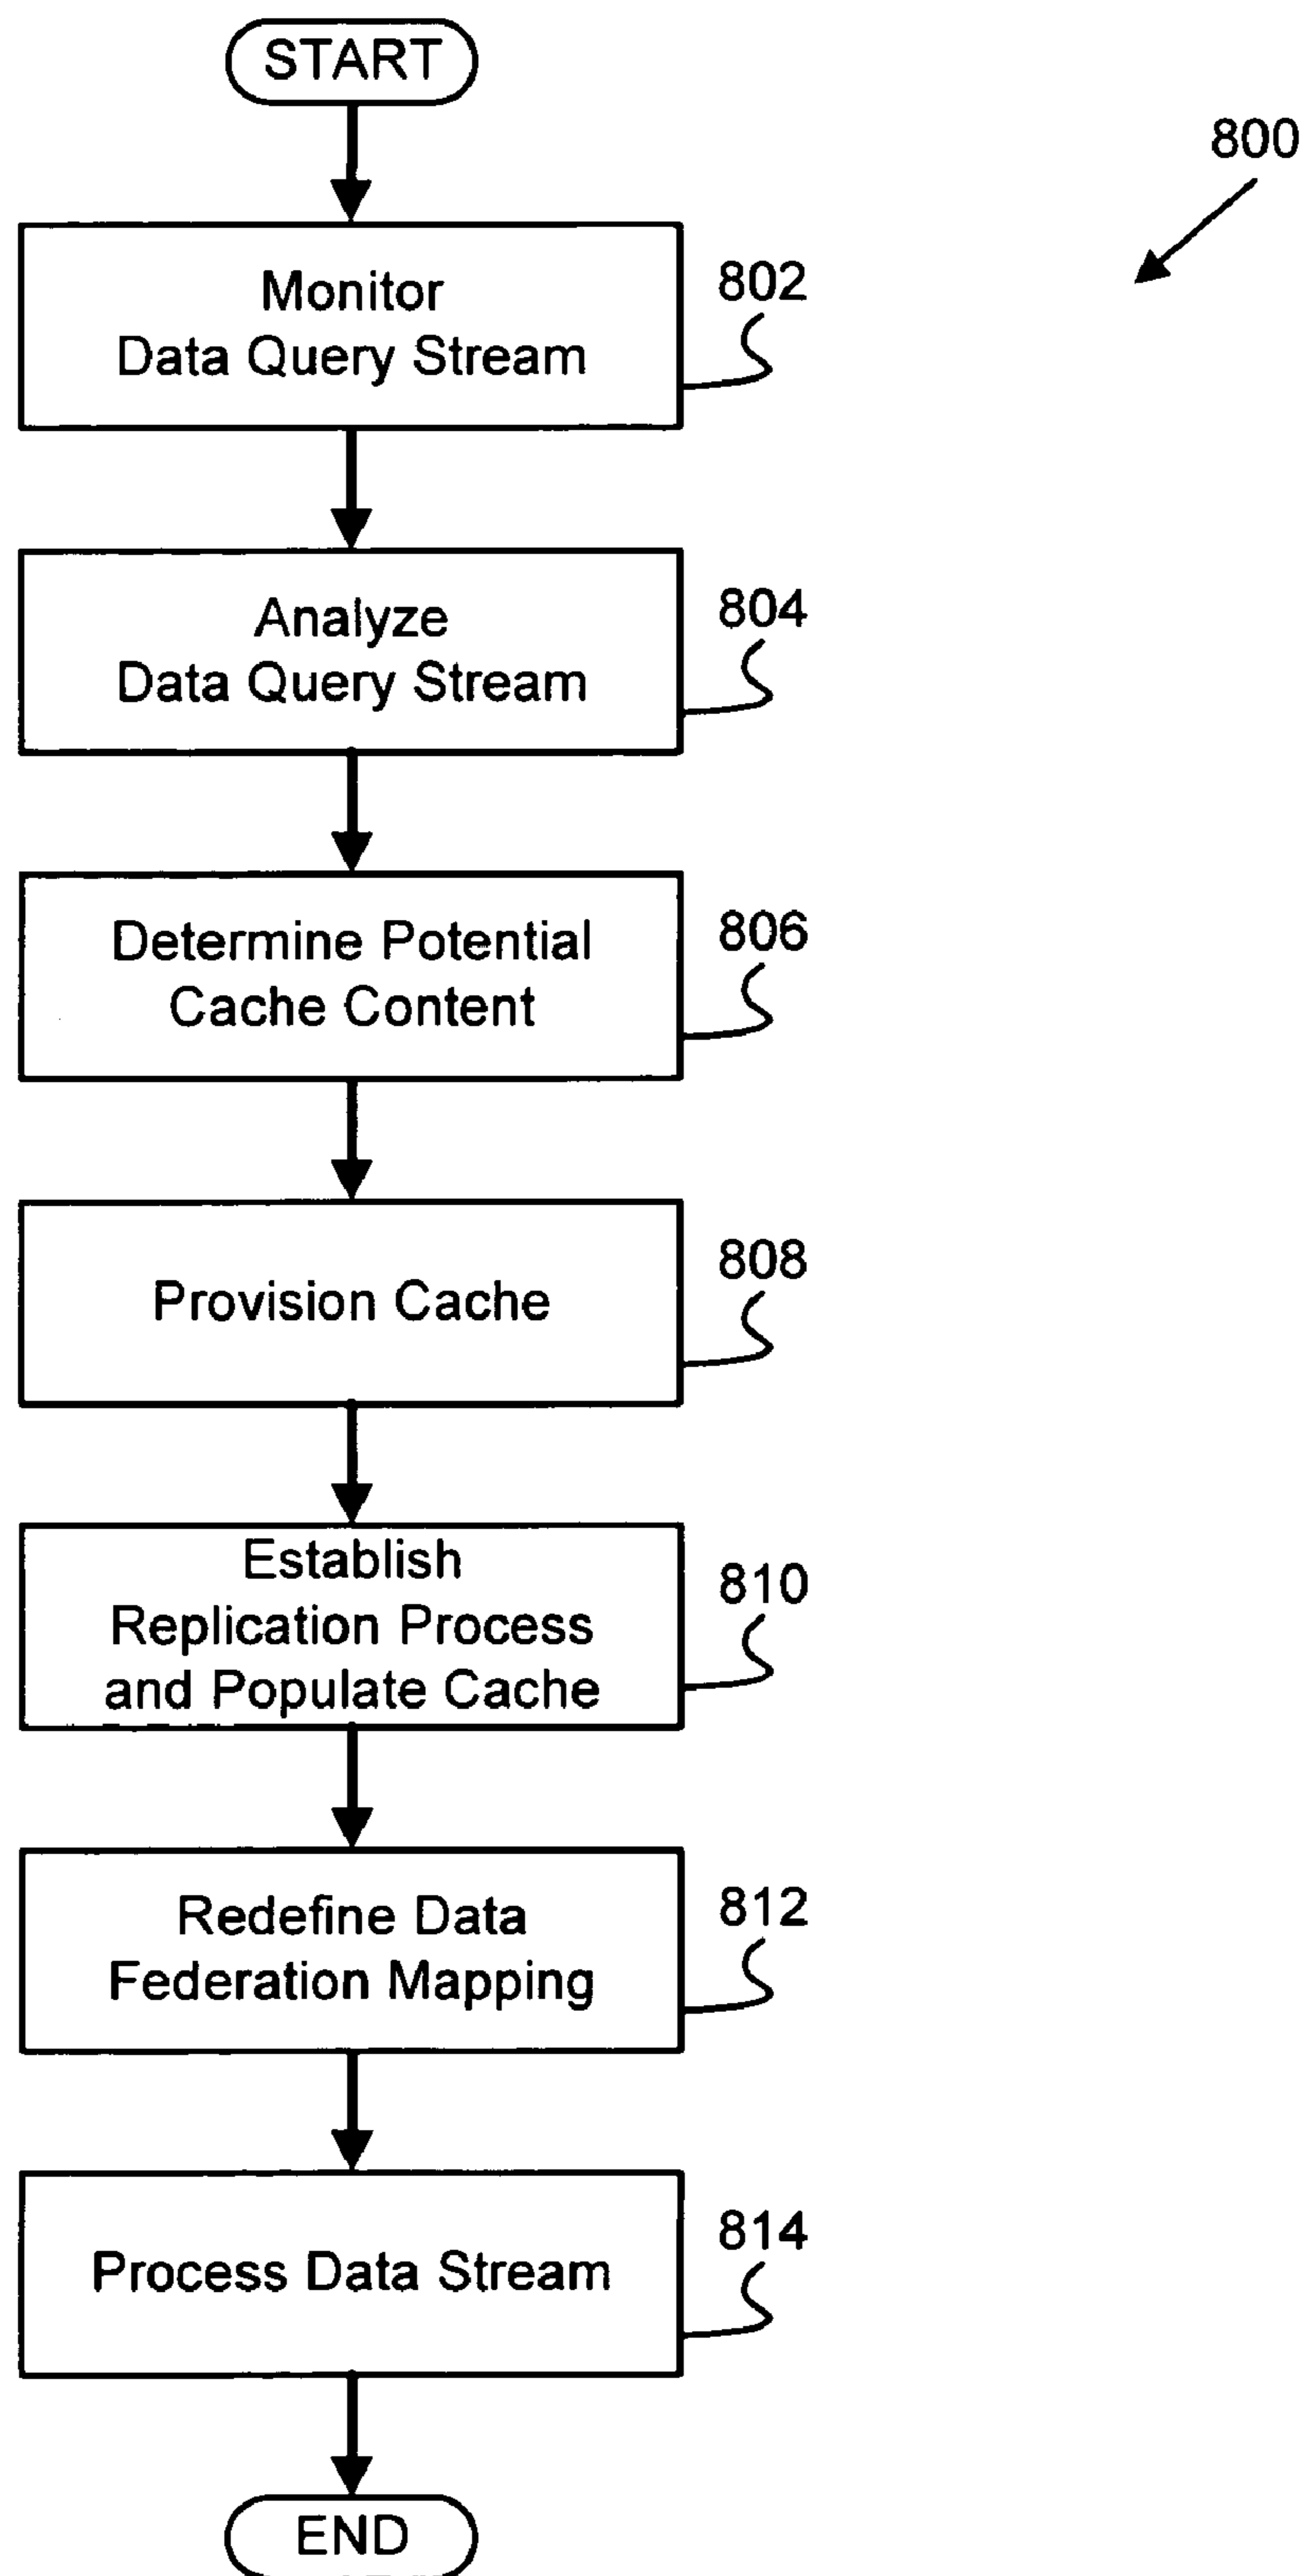 START
800
Monitor
Data Query Stream
802
Analyze
Data Query Stream
804
Determine Potential
Cache Content
806
Provision Cache
808
Establish
Replication Process
and Populate Cache
810
Redefine Data
Federation Mapping
812
Process Data Stream
814
END